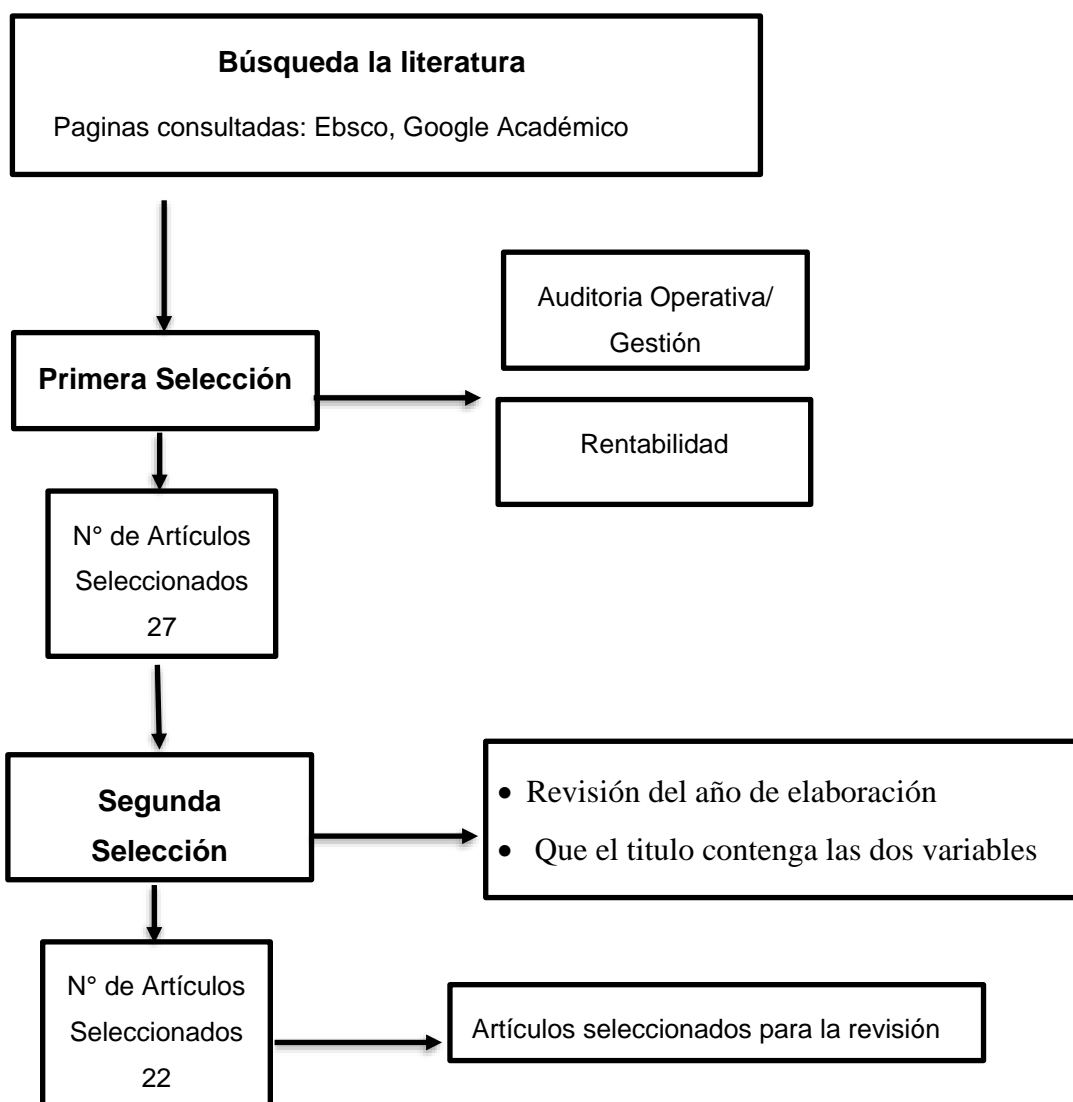 Búsqueda la literatura
Paginas consultadas: Ebsco, Google Académico
Primera Selección
Auditoria Operativa/
Gestión
Rentabilidad
N° de Artículos
Seleccionados
27
Segunda
Selección
• Revisión del año de elaboración
• Que el titulo contenga las dos variables
N° de Artículos
Seleccionados
22
Artículos seleccionados para la revisión